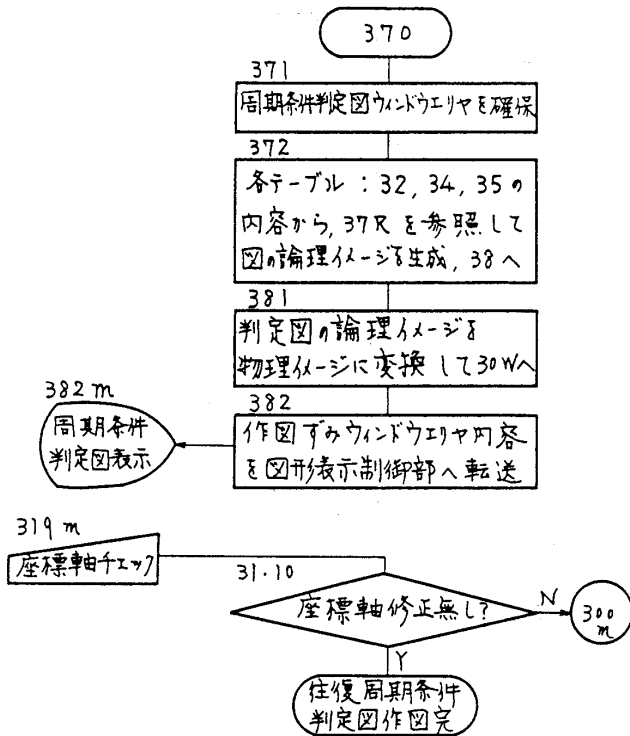 370
371
周期条件判定図ウィンドウエリヤを確保
372
各テーブル：32, 34, 35の
内容から, 37Rを参照して
図の論理イメージを生成, 38へ
381
判定図の論理イメージを
物理イメージに変換して30Wへ
382m
周期条件
判定図表示
382
作図ずみウィンドウエリヤ内容
を図形表示制御部へ転送
319m
座標軸チェック
31・10
座標軸修正無し?
N
300
m
Y
往復周期条件
判定図作図完